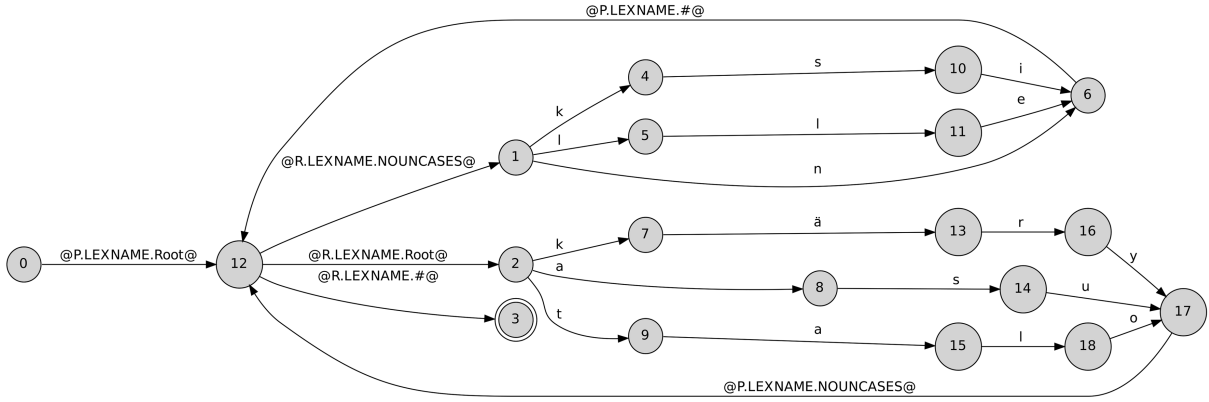 @P.LEXNAME.#@
s
4
10
i
6
k
e
l
5
l
11
@R.LEXNAME.NOUNCASES@
1
n
ä
r
13
16
k
7
y
@P.LEXNAME.Root@
@R.LEXNAME.Root@
0
12
2
a
@R.LEXNAME.#@
s
8
14
u
17
3
t
o
a
9
15
l
18
@P.LEXNAME.NOUNCASES@